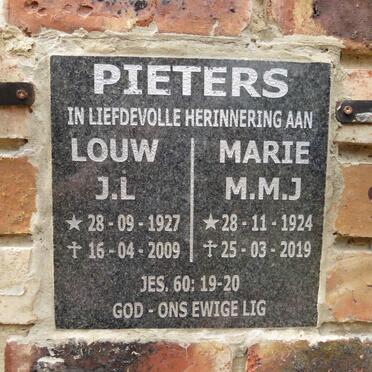 PIETERS
IN LIEFDEVOLLE HERINNERING AAN
LOUW
J.L
★ 28 - 09 - 1927
✝ 16 - 04 - 2009
MARIE
M.M.J
★ 28 - 11 - 1924
✝ 25 - 03 - 2019
JES. 60: 19-20
GOD - ONS EWIGE LIG